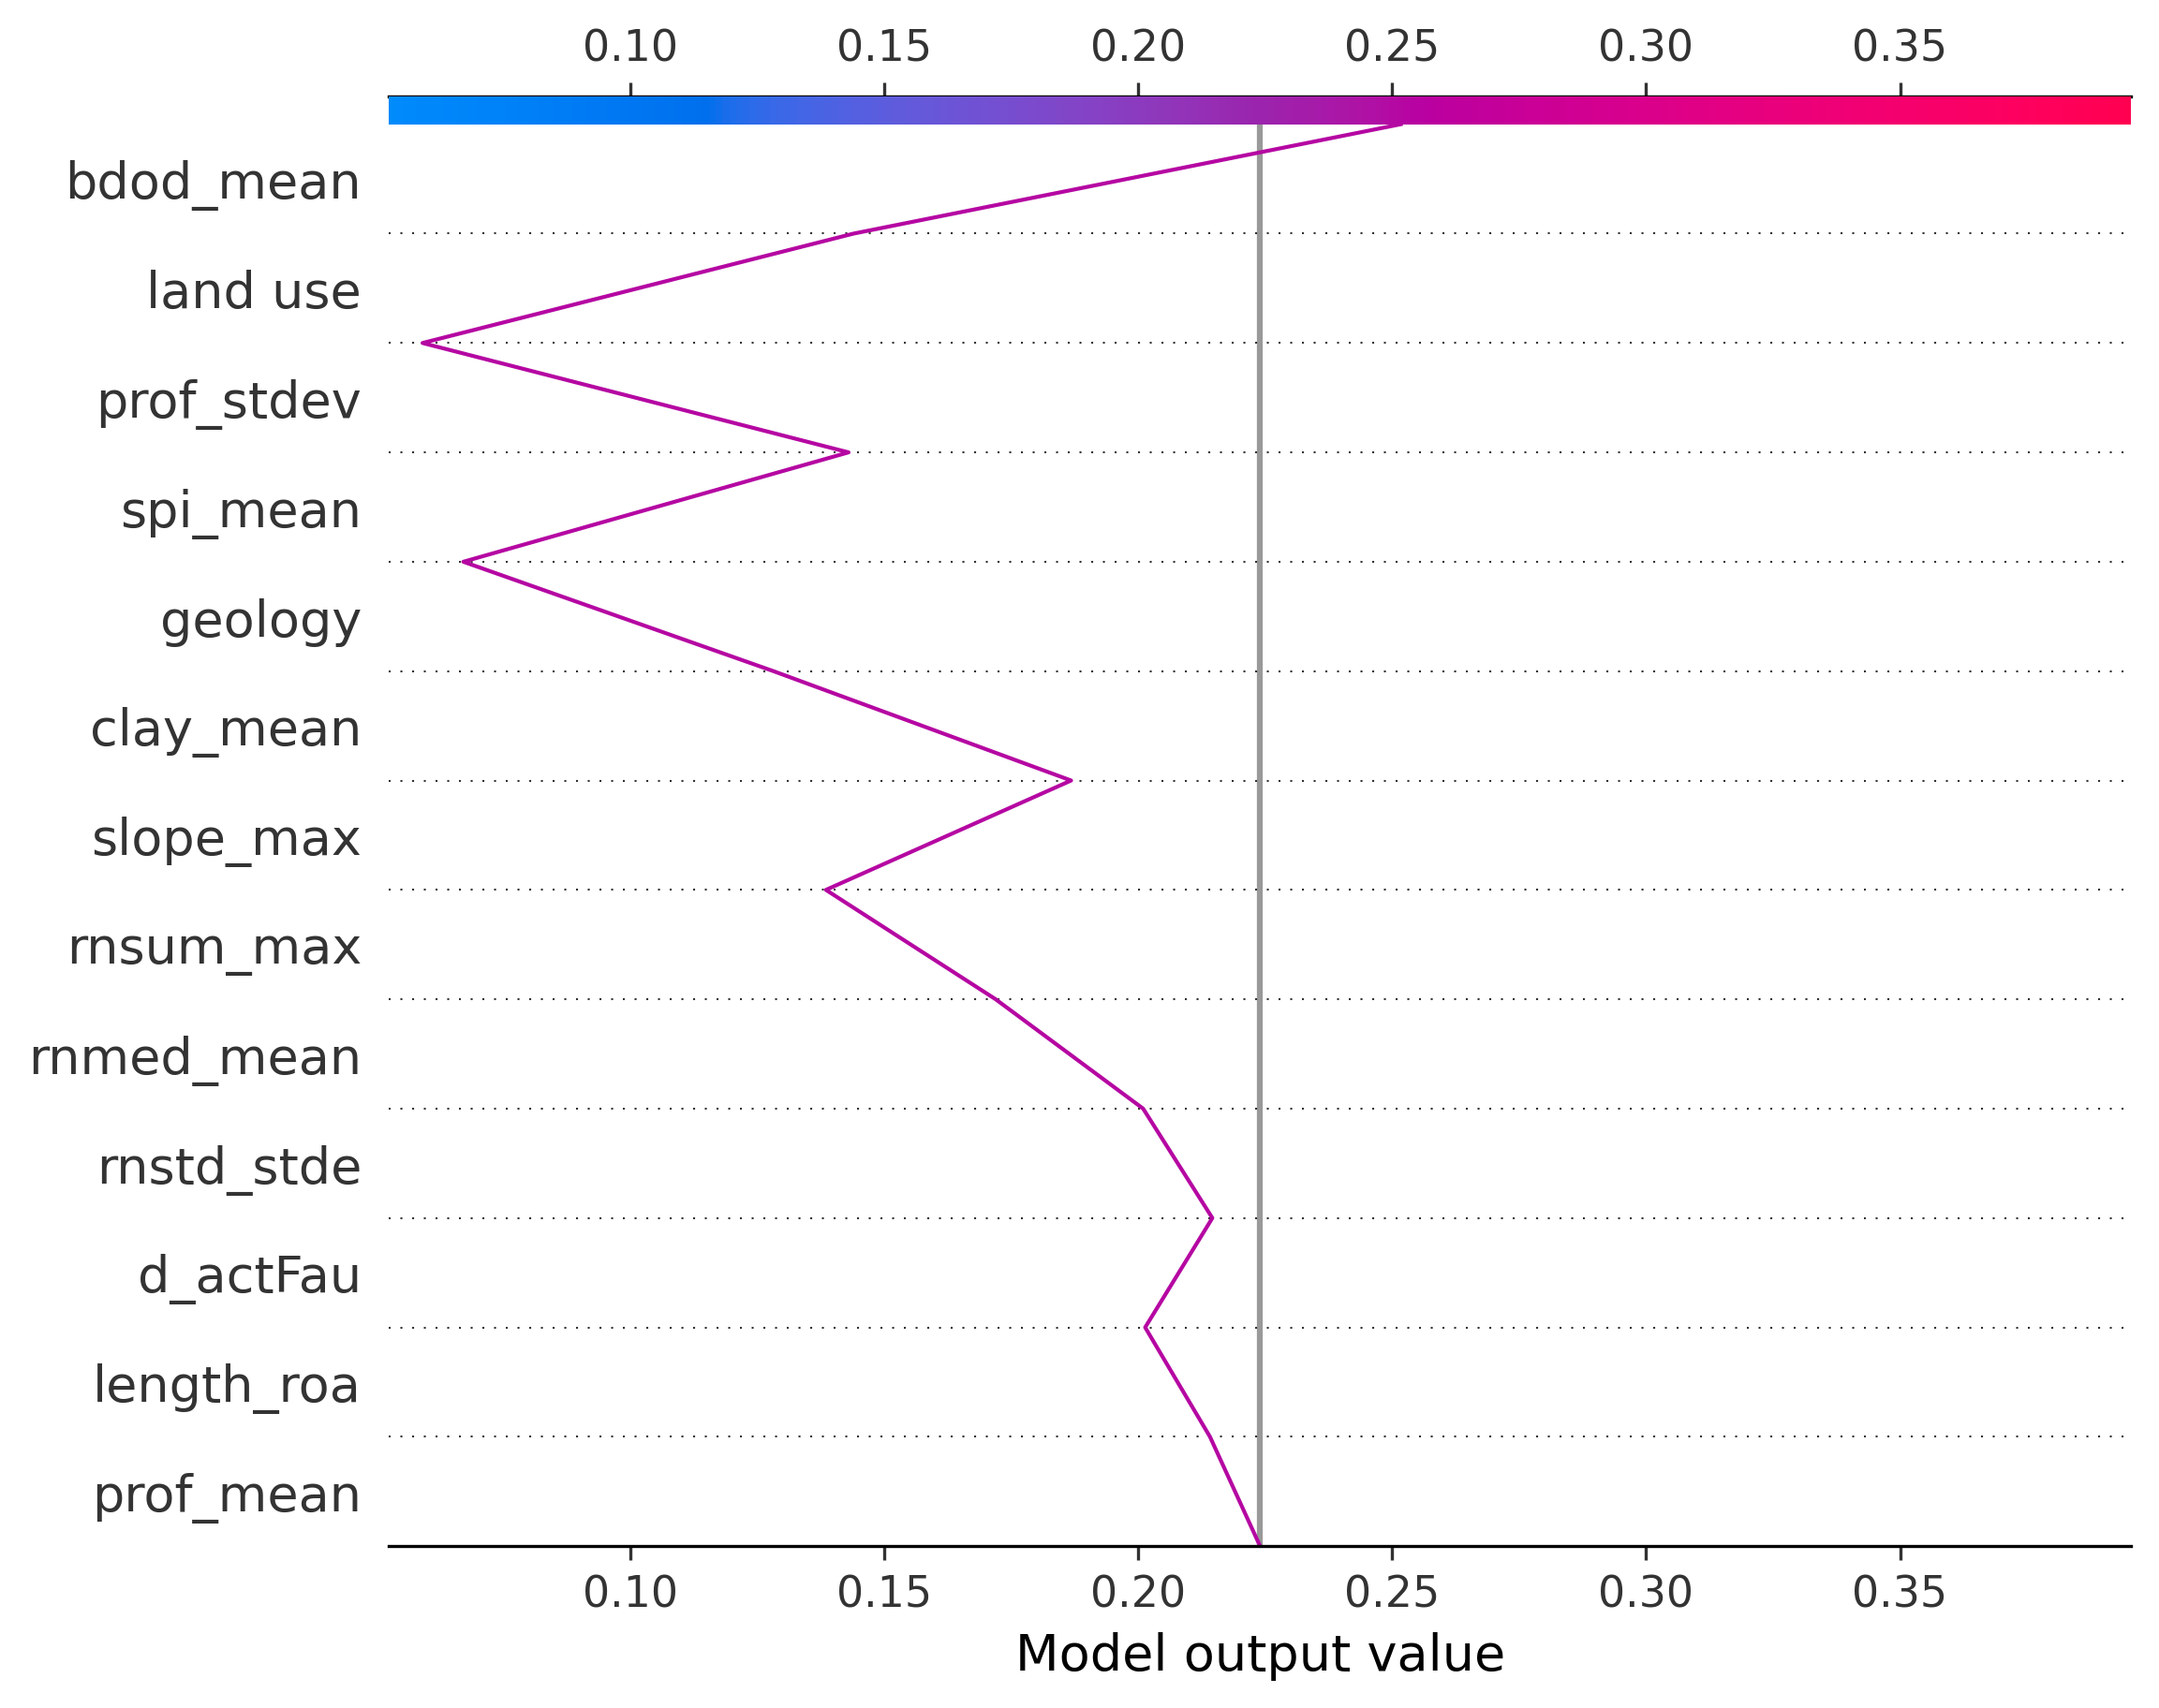 0.10 0.15 0.20 0.25 0.30 0.35
bdod_mean
land use
prof_stdev
spi_mean
geology
clay_mean
slope_max
rnsum_max
rnmed_mean
rnstd_stde
d_actFau
length_roa
prof_mean
0.10 0.15 0.20 0.25 0.30 0.35
Model output value